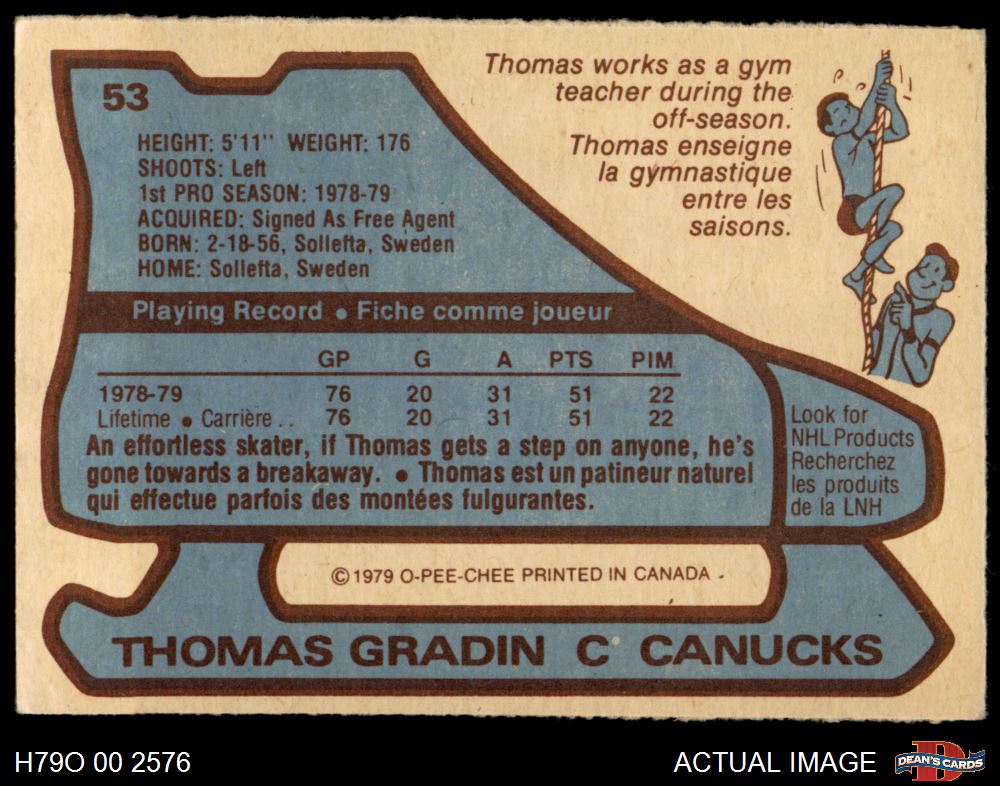 53
Thomas works as a gym
teacher during the
off-season.
Thomas enseigne
la gymnastique
entre les
saisons.
HEIGHT: 5'11'' WEIGHT: 176
SHOOTS: Left
1st PRO SEASON: 1978-79
ACQUIRED: Signed As Free Agent
BORN: 2-18-56, Sollefta, Sweden
HOME: Sollefta, Sweden
Playing Record • Fiche comme joueur
GP G A PTS PIM
1978-79 76 20 31 51 22
Lifetime • Carrière .. 76 20 31 51 22
An effortless skater, if Thomas gets a step on anyone, he's
gone towards a breakaway. • Thomas est un patineur naturel
qui effectue parfois des montées fulgurantes.
Look for
NHL Products
Recherchez
les produits
de la LNH
© 1979 O-PEE-CHEE PRINTED IN CANADA
THOMAS GRADIN C CANUCKS
H79O 00 2576
ACTUAL IMAGE
D
DEAN'S CARDS